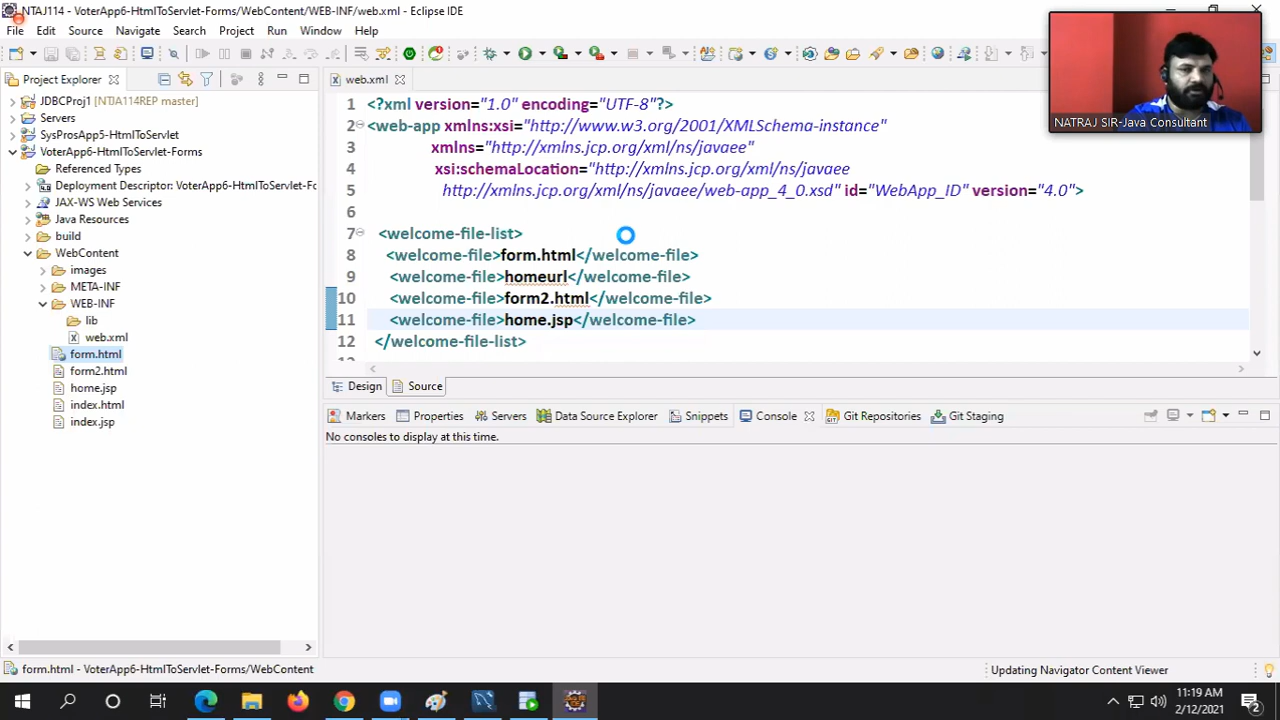 NTAJ114 - VoterApp6-HtmlToServlet-Forms/WebContent/WEB-INF/web.xml - Eclipse IDE
File Edit Source Navigate Search Project Run Window Help
Project Explorer
web.xml
JDBCProj1 [NTJA114REP master]
Servers
SysProsApp5-HtmlToServlet
VoterApp6-HtmlToServlet-Forms
Referenced Types
Deployment Descriptor: VoterApp6-HtmlToServlet-Fo
JAX-WS Web Services
Java Resources
build
WebContent
images
META-INF
WEB-INF
lib
web.xml
form.html
form2.html
home.jsp
index.html
index.jsp
1 <?xml version="1.0" encoding="UTF-8"?>
2 <web-app xmlns:xsi="http://www.w3.org/2001/XMLSchema-instance"
3 xmlns="http://xmlns.jcp.org/xml/ns/javaee"
4 xsi:schemaLocation="http://xmlns.jcp.org/xml/ns/javaee
5 http://xmlns.jcp.org/xml/ns/javaee/web-app_4_0.xsd" id="WebApp_ID" version="4.0">
6
7 <welcome-file-list>
8 <welcome-file>form.html</welcome-file>
9 <welcome-file>homeurl</welcome-file>
10 <welcome-file>form2.html</welcome-file>
11 <welcome-file>home.jsp</welcome-file>
12 </welcome-file-list>
NATRAJ SIR-Java Consultant
Design Source
Markers Properties Servers Data Source Explorer Snippets Console Git Repositories Git Staging
No consoles to display at this time.
form.html - VoterApp6-HtmlToServlet-Forms/WebContent
Updating Navigator Content Viewer
11:19 AM
2/12/2021
2